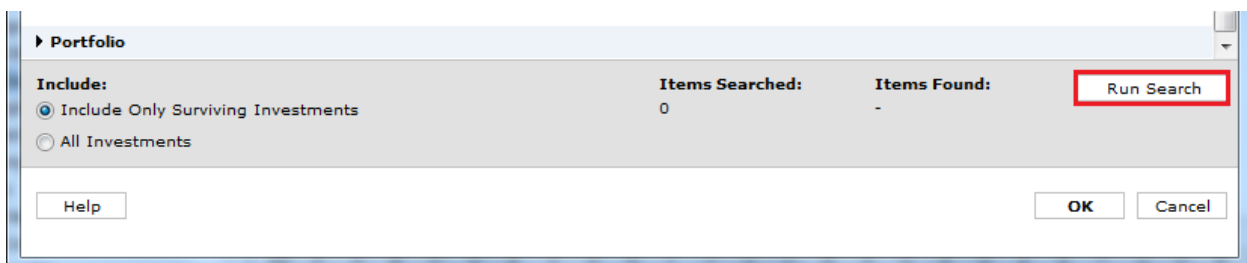 Portfolio
Include: Items Searched: Items Found: Run Search
Include Only Surviving Investments 0 -
All Investments
Help OK Cancel